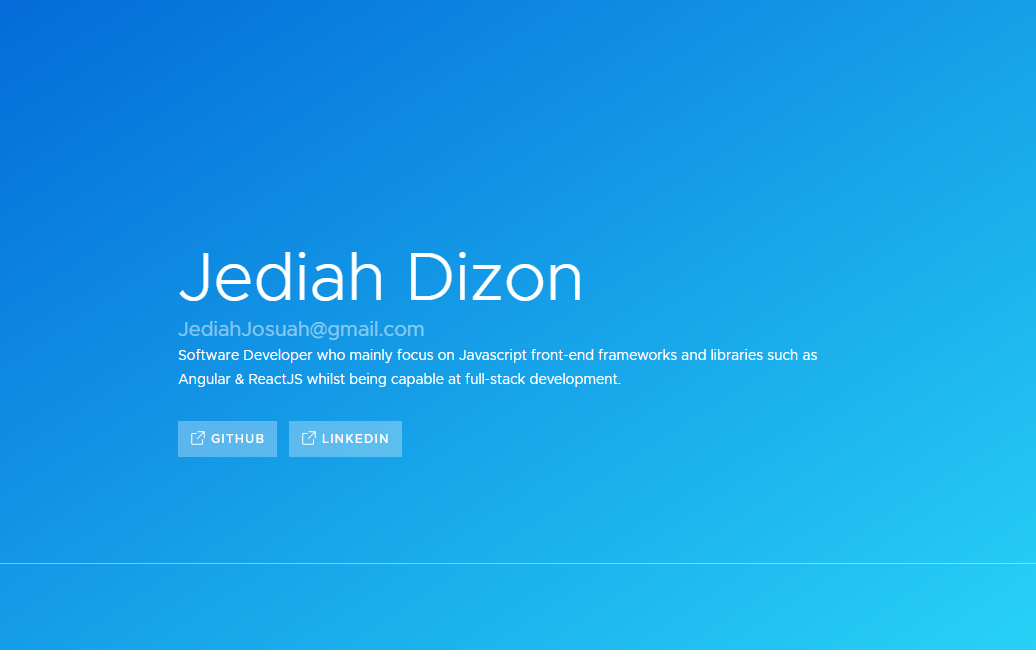 Jediah Dizon
JediahJosuah@gmail.com
Software Developer who mainly focus on Javascript front-end frameworks and libraries such as
Angular & ReactJS whilst being capable at full-stack development.
GITHUB LINKEDIN